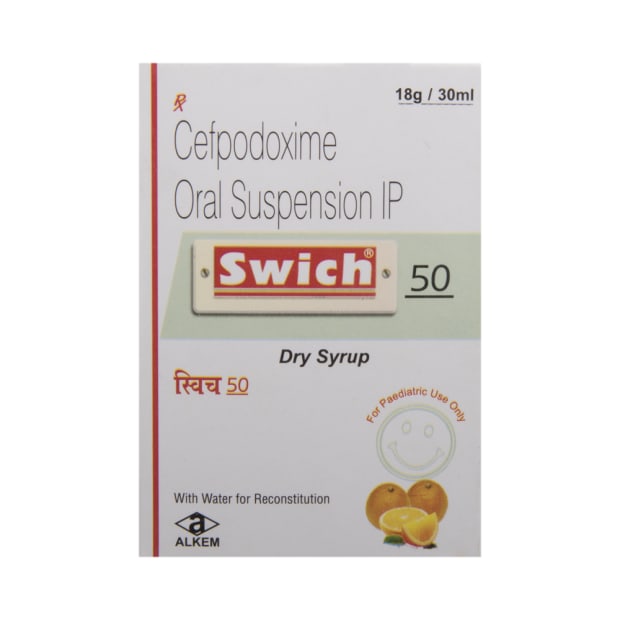 ℞
18g / 30ml
Cefpodoxime
Oral Suspension IP
Swich® 50
Dry Syrup
स्विच 50
For Paediatric Use Only
With Water for Reconstitution
a
ALKEM